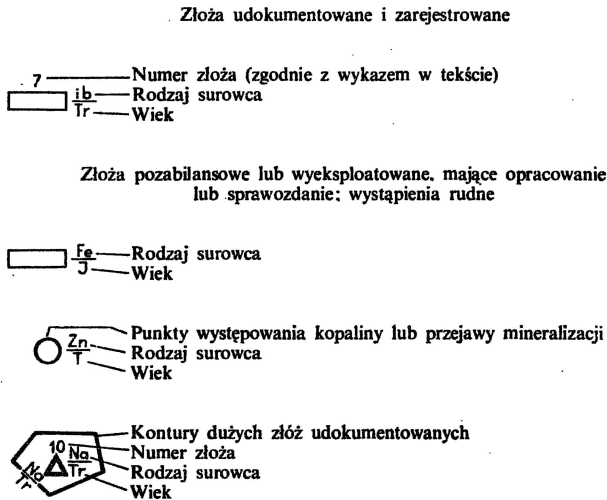 Złoża udokumentowane i zarejestrowane
7 Numer złoża (zgodnie z wykazem w tekście)
ib Rodzaj surowca
Tr Wiek
Złoża pozabilansowe lub wyeksploatowane, mające opracowanie
lub sprawozdanie; wystąpienia rudne
Fe Rodzaj surowca
J Wiek
Punkty występowania kopaliny lub przejawy mineralizacji
Zn Rodzaj surowca
T Wiek
Kontury dużych złóż udokumentowanych
10 Numer złoża
Na Na Rodzaj surowca
Tr Tr Wiek